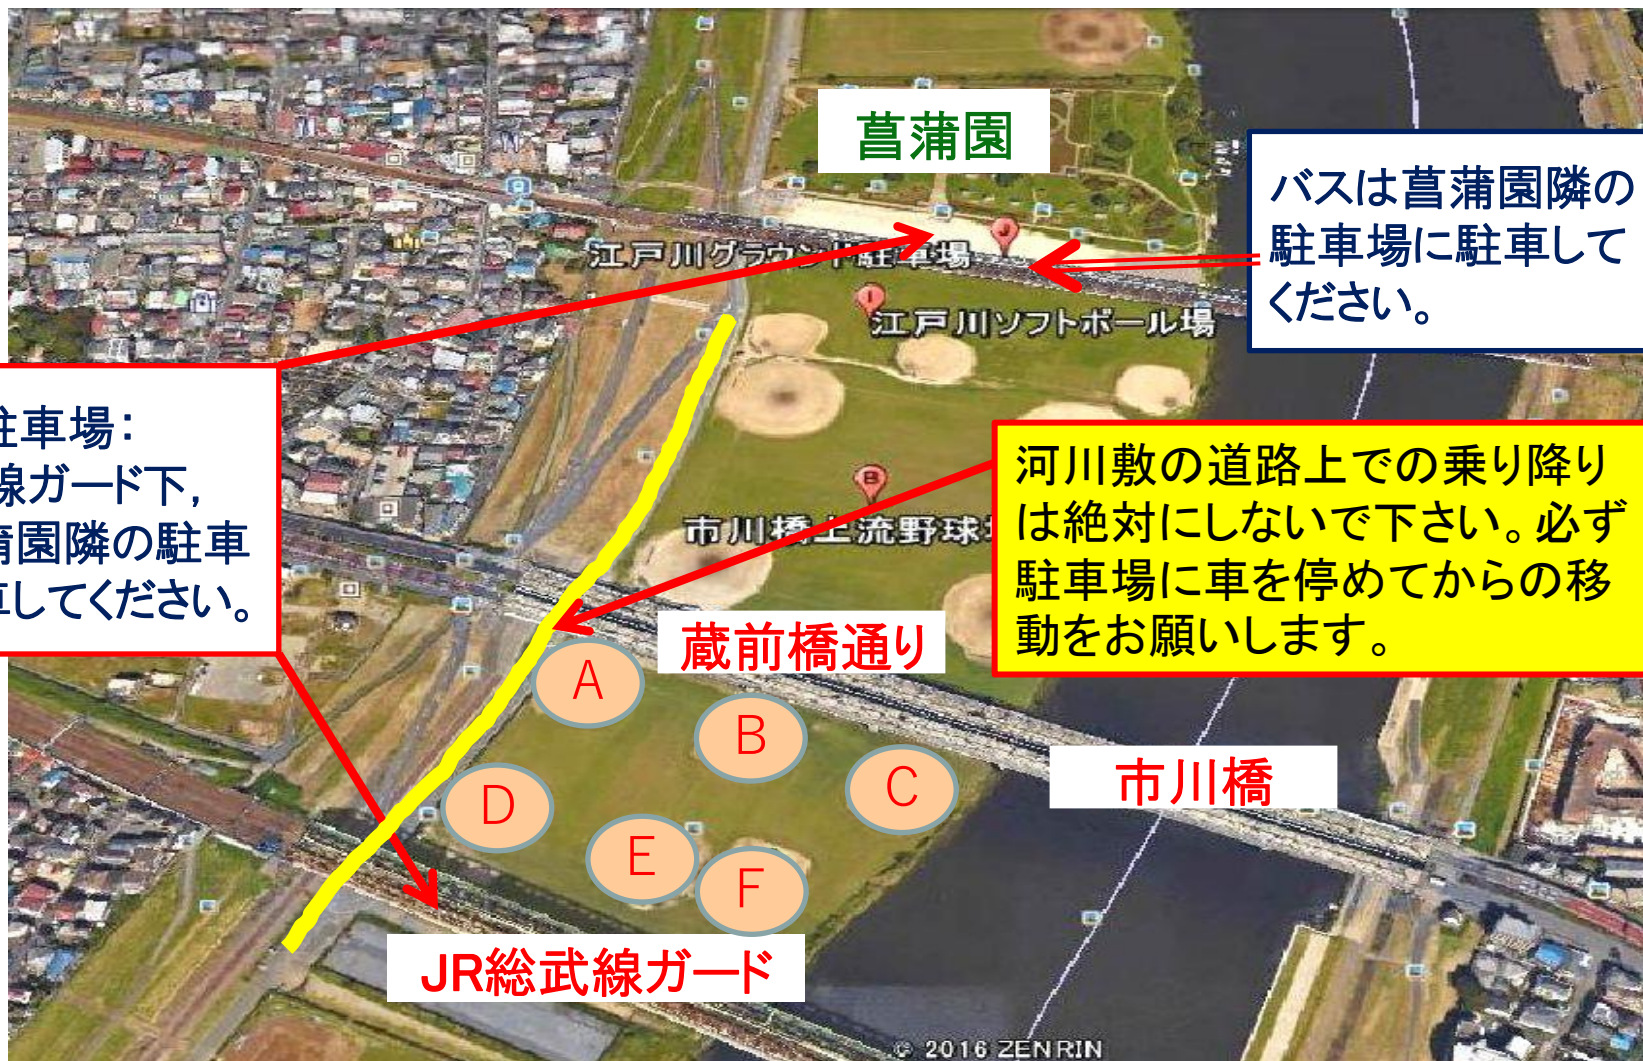 菖蒲園
バスは菖蒲園隣の
駐車場に駐車して
ください。
江戸川グラウンド駐車場
J
I
江戸川ソフトボール場
駐車場：
線ガード下，
蒲園隣の駐車
車してください。
河川敷の道路上での乗り降り
は絶対にしないで下さい。必ず
駐車場に車を停めてからの移
動をお願いします。
B
市川橋上流野球
蔵前橋通り
A
B
C
市川橋
D
E
F
JR総武線ガード
© 2016 ZENRIN